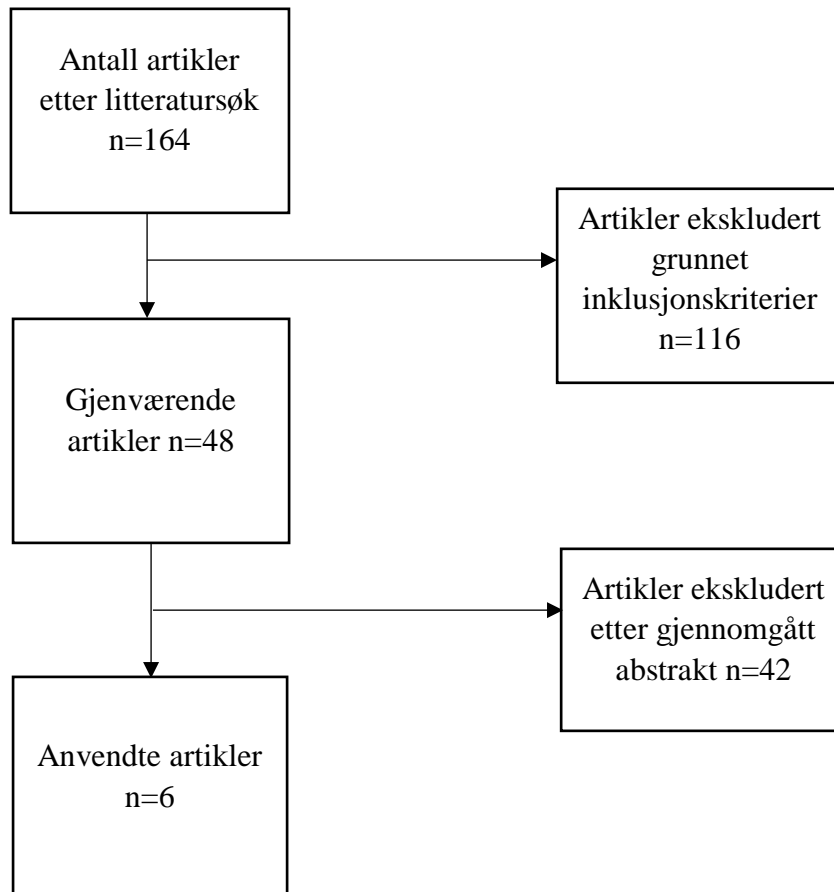 Antall artikler
etter litteratursøk
n=164
Artikler ekskludert
grunnet
inklusjonskriterier
n=116
Gjenværende
artikler n=48
Artikler ekskludert
etter gjennomgått
abstrakt n=42
Anvendte artikler
n=6